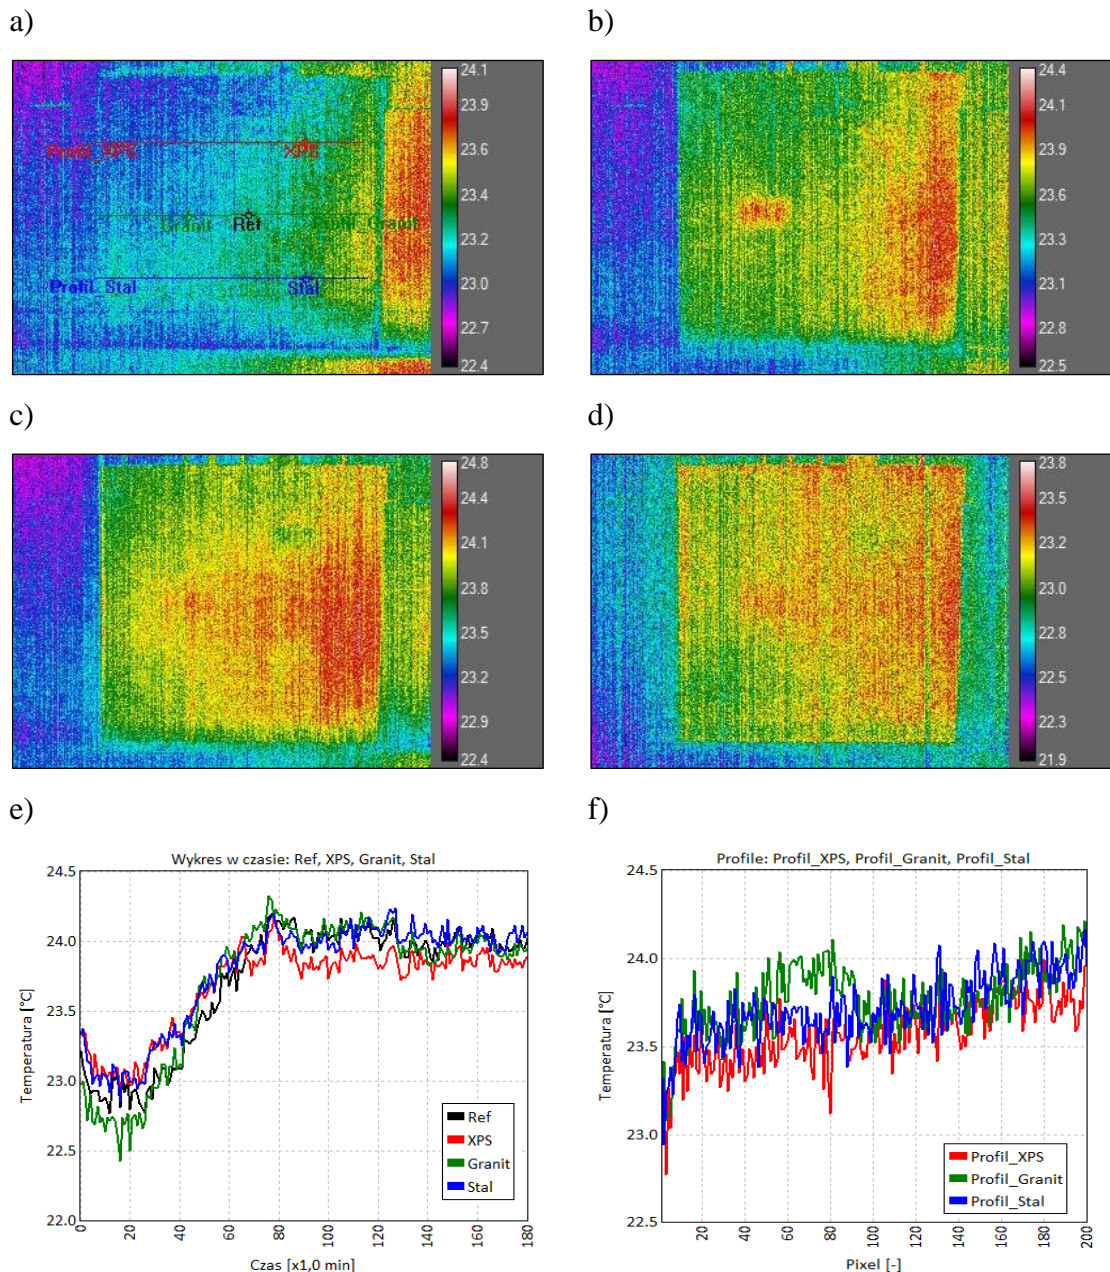 a)
b)
24.1
23.9
23.6
23.4
23.2
23.0
22.7
22.4
Profil_XPS
XPS
Granit
Ref
Profil_Granit
Profil_Stal
Stal
24.4
24.1
23.9
23.6
23.3
23.1
22.8
22.5
c)
d)
24.8
24.4
24.1
23.8
23.5
23.2
22.9
22.4
23.8
23.5
23.2
23.0
22.8
22.5
22.3
21.9
e)
f)
Wykres w czasie: Ref, XPS, Granit, Stal
24.5
24.0
23.5
23.0
22.5
22.0
Temperatura [°C]
Ref
XPS
Granit
Stal
0 20 40 60 80 100 120 140 160 180
Czas [x1,0 min]
Profile: Profil_XPS, Profil_Granit, Profil_Stal
24.5
24.0
23.5
23.0
22.5
Temperatura [°C]
Profil_XPS
Profil_Granit
Profil_Stal
20 40 60 80 100 120 140 160 180 200
Pixel [-]